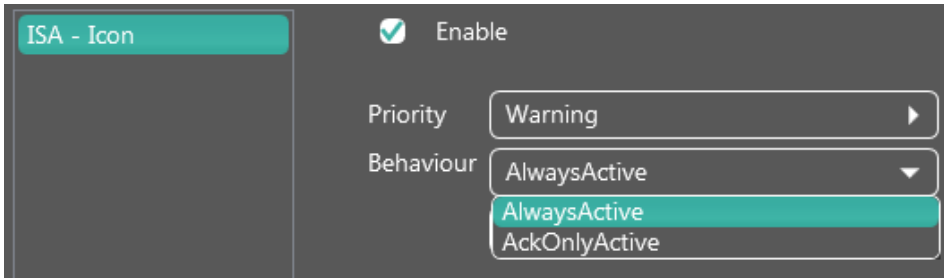 ISA - Icon
Enable
Priority
Warning
Behaviour
AlwaysActive
AlwaysActive
AckOnlyActive